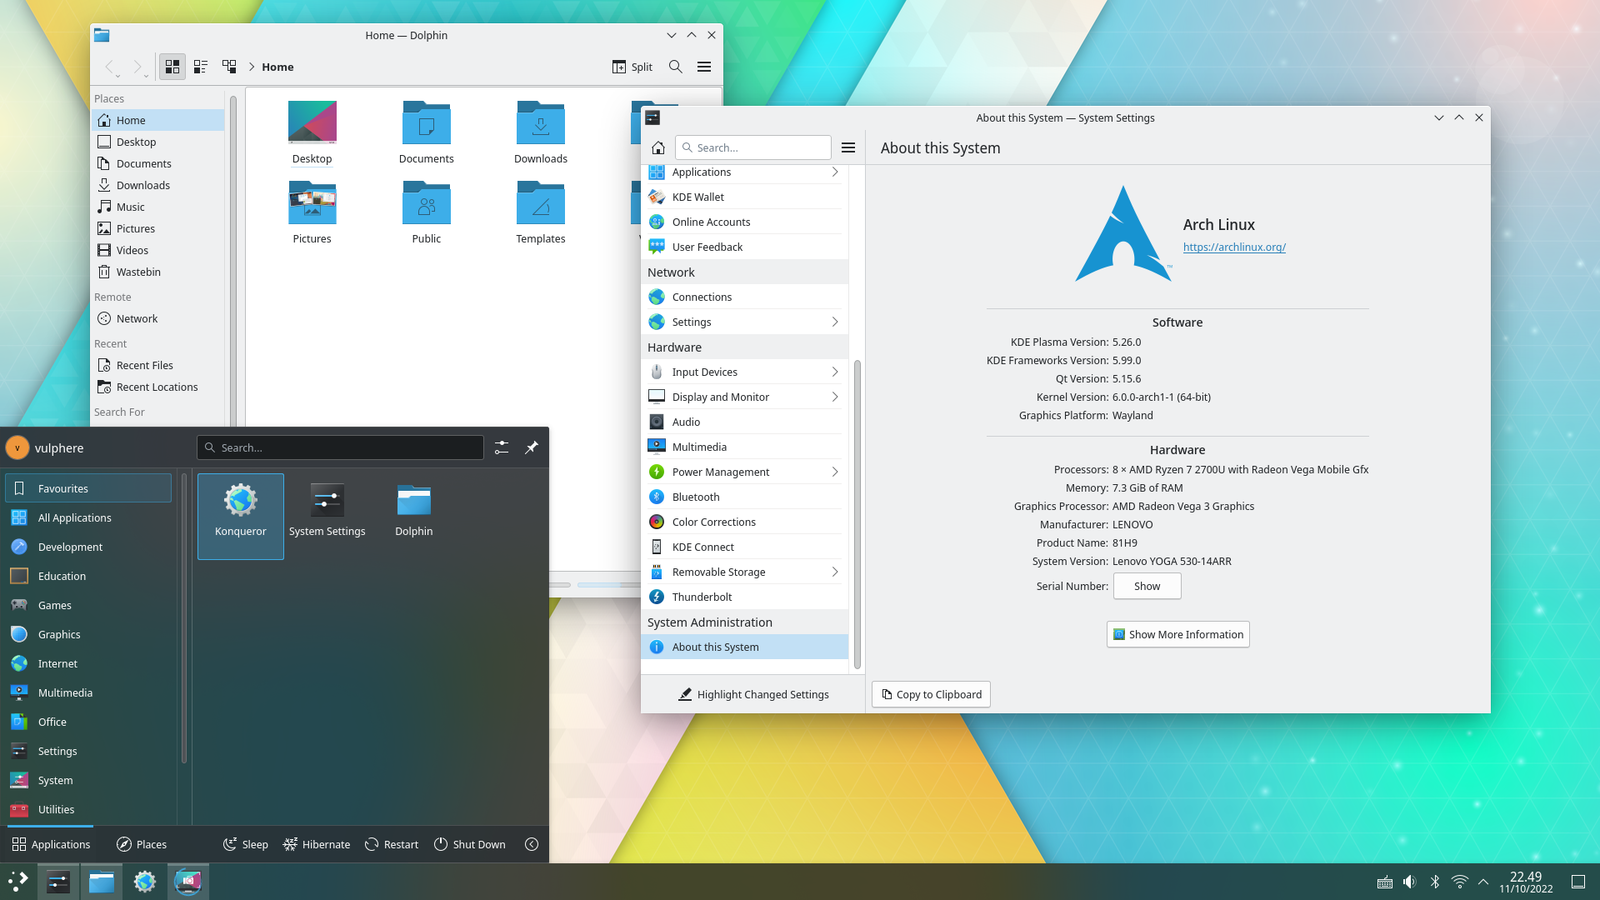 Home — Dolphin
Home
Split
Places
Home
Desktop
Documents
Downloads
Music
Pictures
Videos
Wastebin
Remote
Network
Recent
Recent Files
Recent Locations
Search For
Desktop
Documents
Downloads
Pictures
Public
Templates
About this System — System Settings
Search...
About this System
Applications
KDE Wallet
Online Accounts
User Feedback
Network
Connections
Settings
Hardware
Input Devices
Display and Monitor
Audio
Multimedia
Power Management
Bluetooth
Color Corrections
KDE Connect
Removable Storage
Thunderbolt
System Administration
About this System
Highlight Changed Settings
Arch Linux
https://archlinux.org/
Software
KDE Plasma Version: 5.26.0
KDE Frameworks Version: 5.99.0
Qt Version: 5.15.6
Kernel Version: 6.0.0-arch1-1 (64-bit)
Graphics Platform: Wayland
Hardware
Processors: 8 × AMD Ryzen 7 2700U with Radeon Vega Mobile Gfx
Memory: 7.3 GiB of RAM
Graphics Processor: AMD Radeon Vega 3 Graphics
Manufacturer: LENOVO
Product Name: 81H9
System Version: Lenovo YOGA 530-14ARR
Serial Number: Show
Show More Information
Copy to Clipboard
v
vulphere
Search...
Favourites
All Applications
Development
Education
Games
Graphics
Internet
Multimedia
Office
Settings
System
Utilities
Konqueror
System Settings
Dolphin
Applications
Places
Sleep
Hibernate
Restart
Shut Down
22.49
11/10/2022